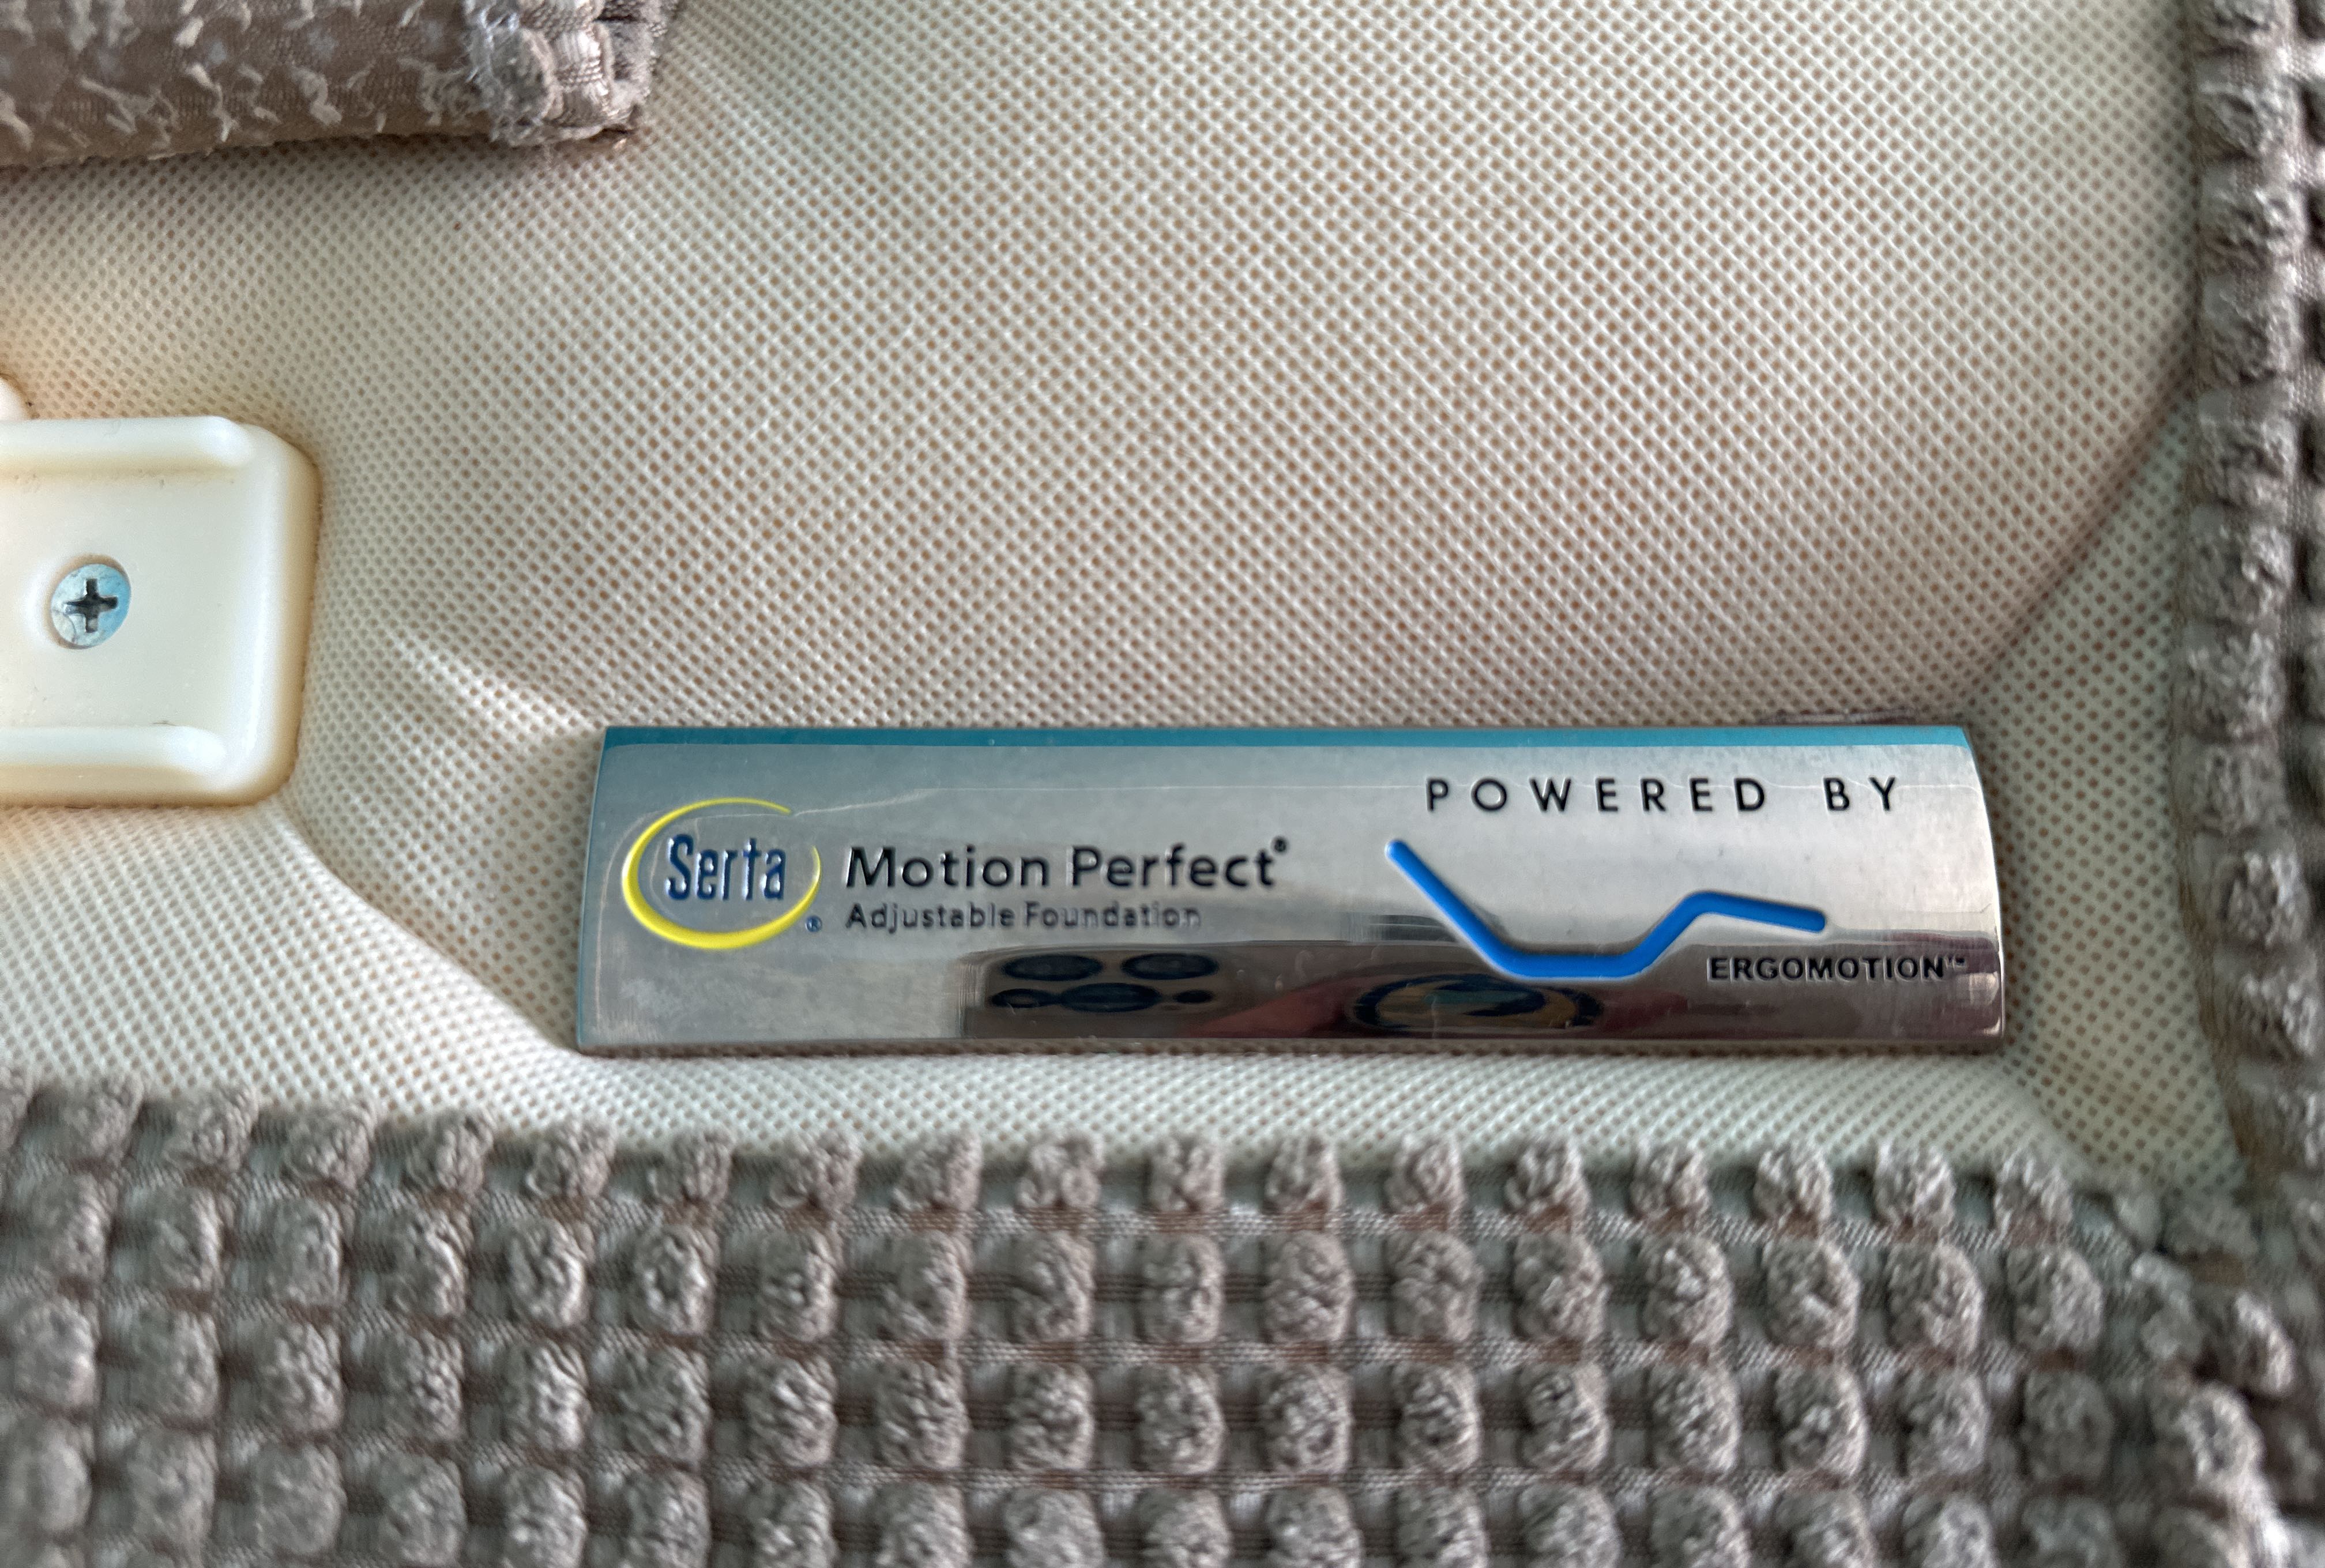 Serta®
Motion Perfect®
Adjustable Foundation
POWERED BY
ERGOMOTION™